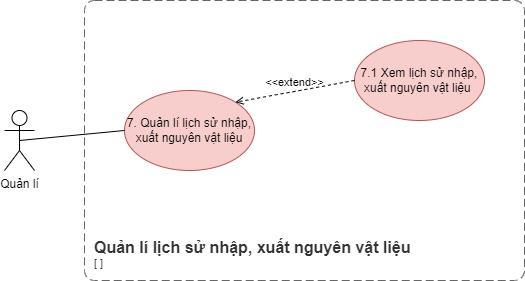 7.1 Xem lịch sử nhập,
xuất nguyên vật liệu
<<extend>>
7. Quản lí lịch sử nhập,
xuất nguyên vật liệu
Quản lí
Quản lí lịch sử nhập, xuất nguyên vật liệu
[ ]